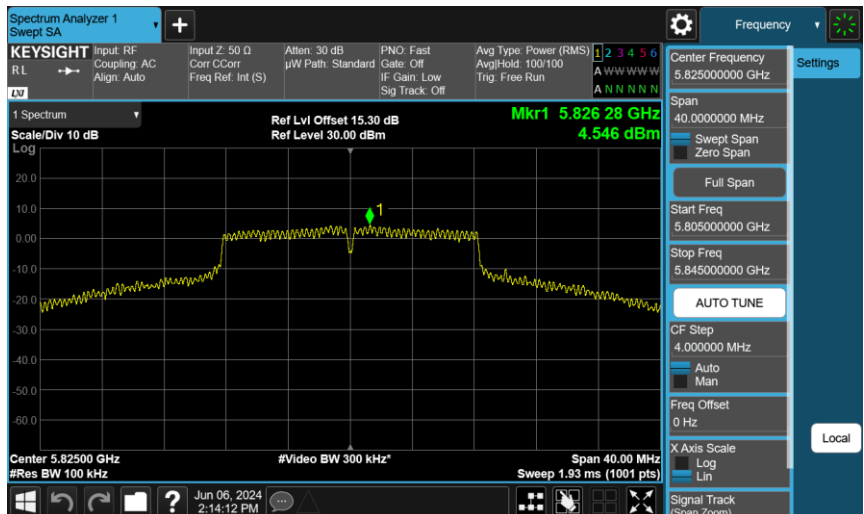 Spectrum Analyzer 1
Swept SA
Frequency
KEYSIGHT
RL
LXI
Input: RF
Coupling: AC
Align: Auto
Input Z: 50 Ω
Corr CCorr
Freq Ref: Int (S)
Atten: 30 dB
µW Path: Standard
PNO: Fast
Gate: Off
IF Gain: Low
Sig Track: Off
Avg Type: Power (RMS)
Avg|Hold: 100/100
Trig: Free Run
1 2 3 4 5 6
A W W W W W
A N N N N N
1 Spectrum
Scale/Div 10 dB
Ref Lvl Offset 15.30 dB
Ref Level 30.00 dBm
Mkr1 5.826 28 GHz
4.546 dBm
Log
20.0
10.0
0.00
-10.0
-20.0
-30.0
-40.0
-50.0
-60.0
1
Center 5.82500 GHz
#Res BW 100 kHz
#Video BW 300 kHz*
Span 40.00 MHz
Sweep 1.93 ms (1001 pts)
Jun 06, 2024
2:14:12 PM
Center Frequency
5.825000000 GHz
Settings
Span
40.0000000 MHz
Swept Span
Zero Span
Full Span
Start Freq
5.805000000 GHz
Stop Freq
5.845000000 GHz
AUTO TUNE
CF Step
4.000000 MHz
Auto
Man
Freq Offset
0 Hz
Local
X Axis Scale
Log
Lin
Signal Track
(Span Zoom)